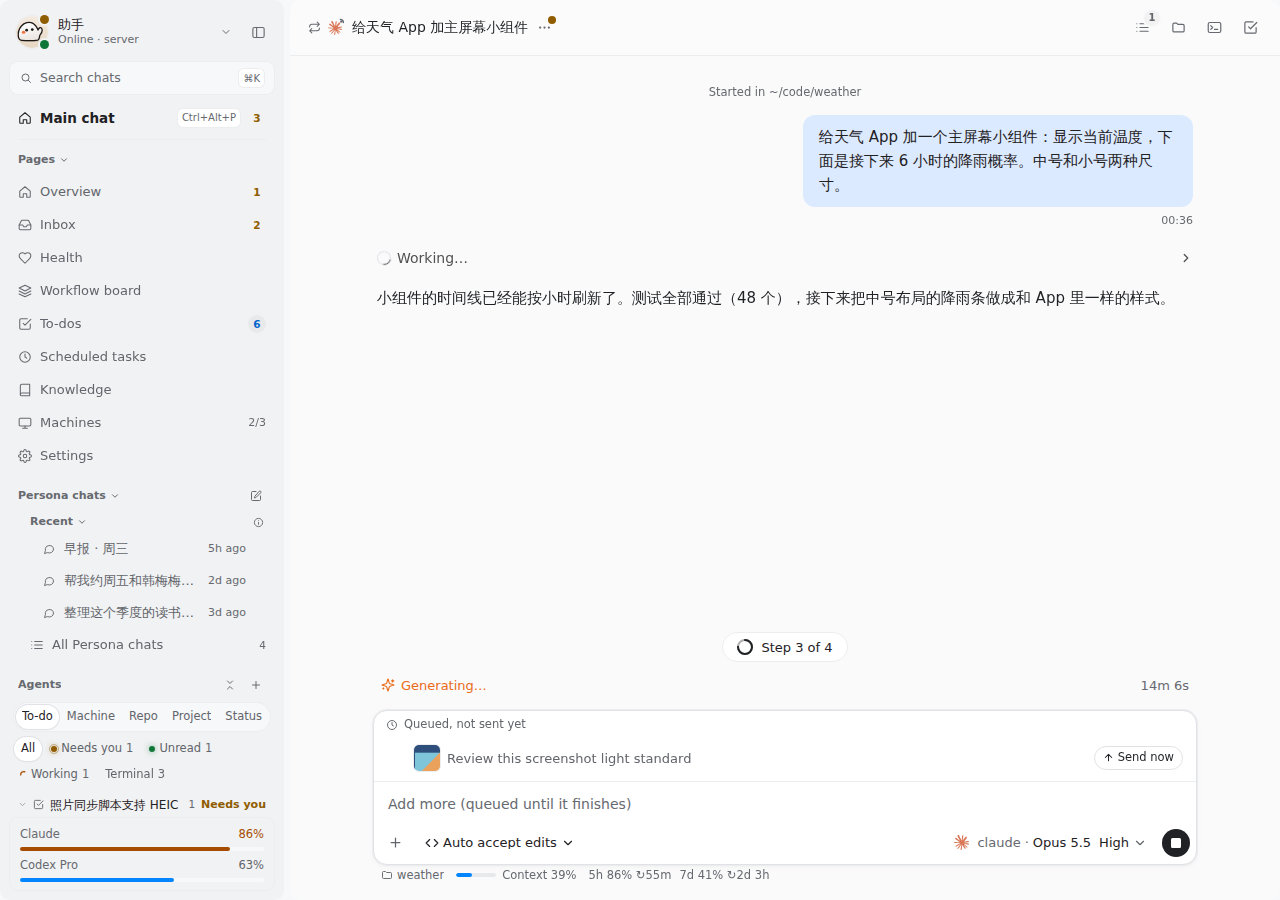 助手
Online · server
Search chats ⌘K
Main chat Ctrl+Alt+P 3
Pages
Overview 1
Inbox 2
Health
Workflow board
To-dos 6
Scheduled tasks
Knowledge
Machines 2/3
Settings
Persona chats
Recent
早报 · 周三 5h ago
帮我约周五和韩梅梅… 2d ago
整理这个季度的读书… 3d ago
All Persona chats 4
Agents
To-do Machine Repo Project Status
All Needs you 1 Unread 1
Working 1 Terminal 3
照片同步脚本支持 HEIC 1 Needs you
Claude 86%
Codex Pro 63%
给天气 App 加主屏幕小组件 ···
1
Started in ~/code/weather
给天气 App 加一个主屏幕小组件：显示当前温度，下
面是接下来 6 小时的降雨概率。中号和小号两种尺
寸。
00:36
Working…
小组件的时间线已经能按小时刷新了。测试全部通过（48 个），接下来把中号布局的降雨条做成和 App 里一样的样式。
Step 3 of 4
Generating… 14m 6s
Queued, not sent yet
Review this screenshot light standard Send now
Add more (queued until it finishes)
Auto accept edits claude · Opus 5.5 High
weather Context 39% 5h 86% ↻55m 7d 41% ↻2d 3h